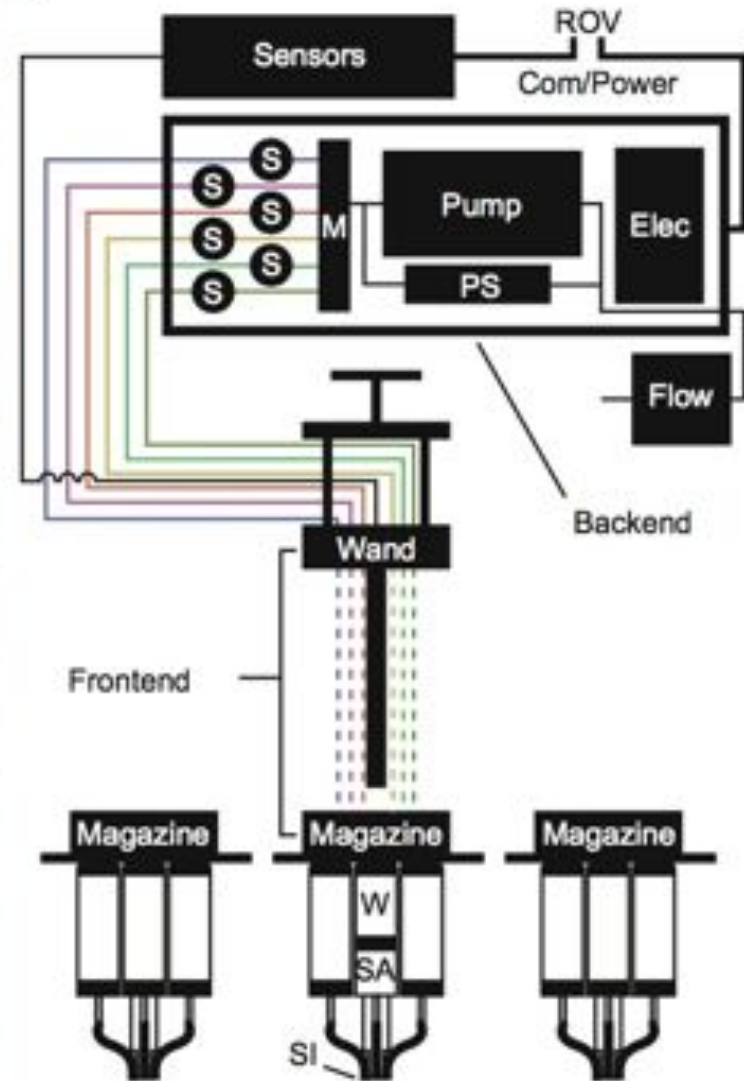 ROV
Sensors
Com/Power
S
S
S
M
Pump
Elec
S
S
S
PS
Flow
Backend
Wand
Frontend
Magazine
Magazine
Magazine
W
SA
SI